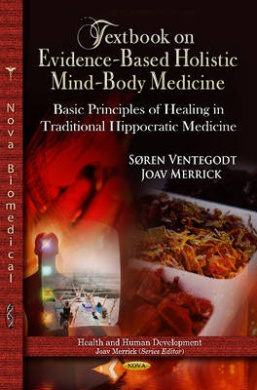 Textbook on
Evidence-Based Holistic
Mind-Body Medicine
Basic Principles of Healing in
Traditional Hippocratic Medicine
SØREN VENTEGODT
JOAV MERRICK
Nova Biomedical
Health and Human Development
Joav Merrick (Series Editor)
NOVA